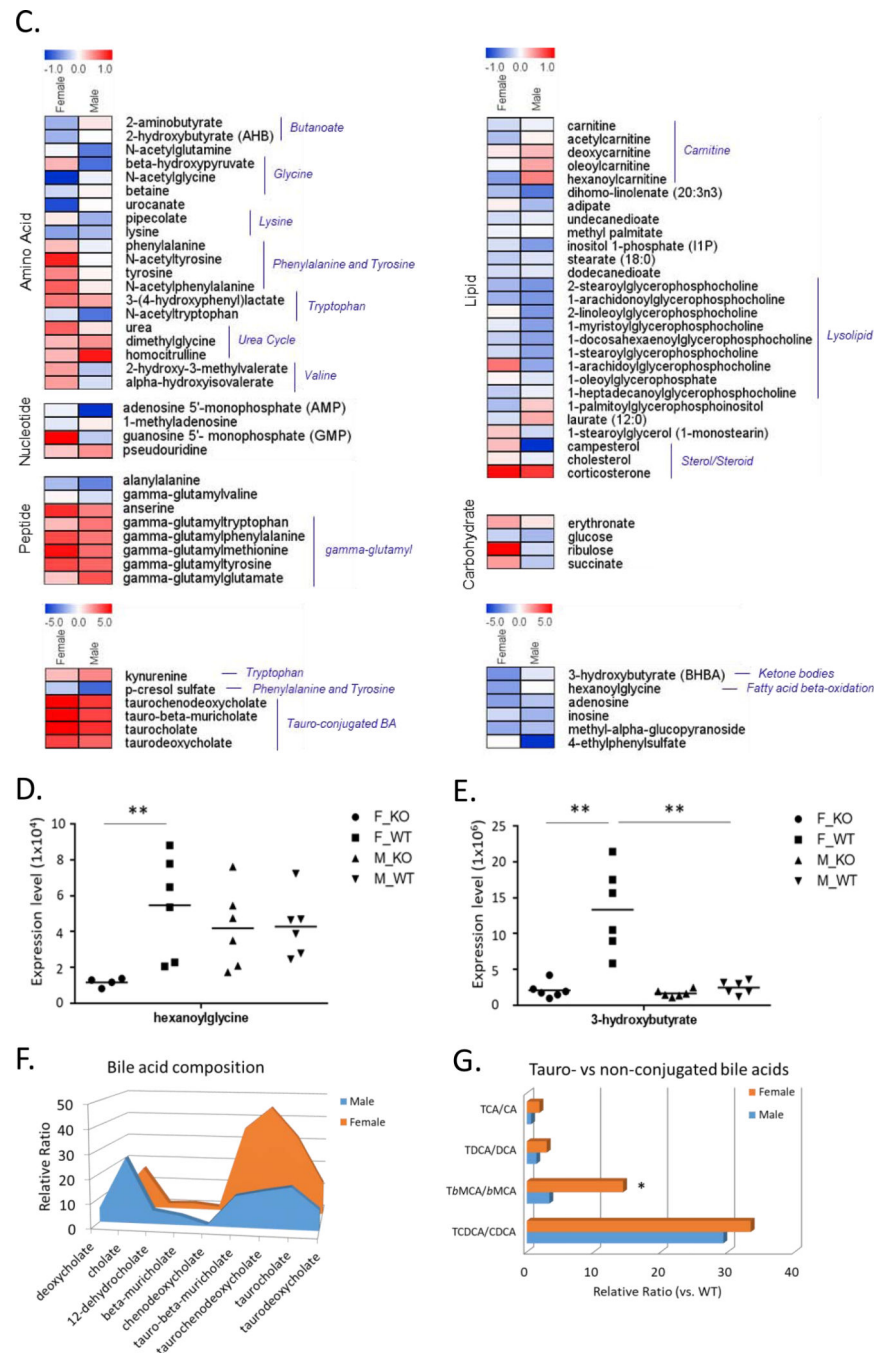 C.
-1.0 0.0 1.0
Female
Male
Amino Acid
2-aminobutyrate
2-hydroxybutyrate (AHB)
Butanoate
N-acetylglutamine
beta-hydroxypyruvate
N-acetylglycine
betaine
Glycine
urocanate
pipecolate
lysine
Lysine
phenylalanine
N-acetyltyrosine
tyrosine
N-acetylphenylalanine
Phenylalanine and Tyrosine
3-(4-hydroxyphenyl)lactate
N-acetyltryptophan
Tryptophan
urea
dimethylglycine
homocitrulline
Urea Cycle
2-hydroxy-3-methylvalerate
alpha-hydroxyisovalerate
Valine
Nucleotide
adenosine 5'-monophosphate (AMP)
1-methyladenosine
guanosine 5'- monophosphate (GMP)
pseudouridine
Peptide
alanylalanine
gamma-glutamylvaline
anserine
gamma-glutamyltryptophan
gamma-glutamylphenylalanine
gamma-glutamylmethionine
gamma-glutamyltyrosine
gamma-glutamylglutamate
gamma-glutamyl
-5.0 0.0 5.0
Female
Male
kynurenine
Tryptophan
p-cresol sulfate
Phenylalanine and Tyrosine
taurochenodeoxycholate
tauro-beta-muricholate
taurocholate
taurodeoxycholate
Tauro-conjugated BA
-1.0 0.0 1.0
Female
Male
Lipid
carnitine
acetylcarnitine
deoxycarnitine
oleoylcarnitine
hexanoylcarnitine
Carnitine
dihomo-linolenate (20:3n3)
adipate
undecanedioate
methyl palmitate
inositol 1-phosphate (I1P)
stearate (18:0)
dodecanedioate
2-stearoylglycerophosphocholine
1-arachidonoylglycerophosphocholine
2-linoleoylglycerophosphocholine
1-myristoylglycerophosphocholine
1-docosahexaenoylglycerophosphocholine
1-stearoylglycerophosphocholine
1-arachidoylglycerophosphocholine
1-oleoylglycerophosphate
1-heptadecanoylglycerophosphocholine
Lysolipid
1-palmitoylglycerophosphoinositol
laurate (12:0)
1-stearoylglycerol (1-monostearin)
campesterol
cholesterol
corticosterone
Sterol/Steroid
Carbohydrate
erythronate
glucose
ribulose
succinate
-5.0 0.0 5.0
Female
Male
3-hydroxybutyrate (BHBA)
Ketone bodies
hexanoylglycine
Fatty acid beta-oxidation
adenosine
inosine
methyl-alpha-glucopyranoside
4-ethylphenylsulfate
D.
**
Expression level (1x10⁴)
10
8
6
4
2
0
hexanoylglycine
F_KO
F_WT
M_KO
M_WT
E.
** **
Expression level (1x10⁶)
25
20
15
10
5
0
3-hydroxybutyrate
F_KO
F_WT
M_KO
M_WT
F.
Bile acid composition
Male
Female
Relative Ratio
50
40
30
20
10
0
deoxycholate
cholate
12-dehydrocholate
beta-muricholate
chenodeoxycholate
tauro-beta-muricholate
taurochenodeoxycholate
taurocholate
taurodeoxycholate
G.
Tauro- vs non-conjugated bile acids
Female
Male
TCA/CA
TDCA/DCA
TbMCA/bMCA
*
TCDCA/CDCA
0 10 20 30 40
Relative Ratio (vs. WT)